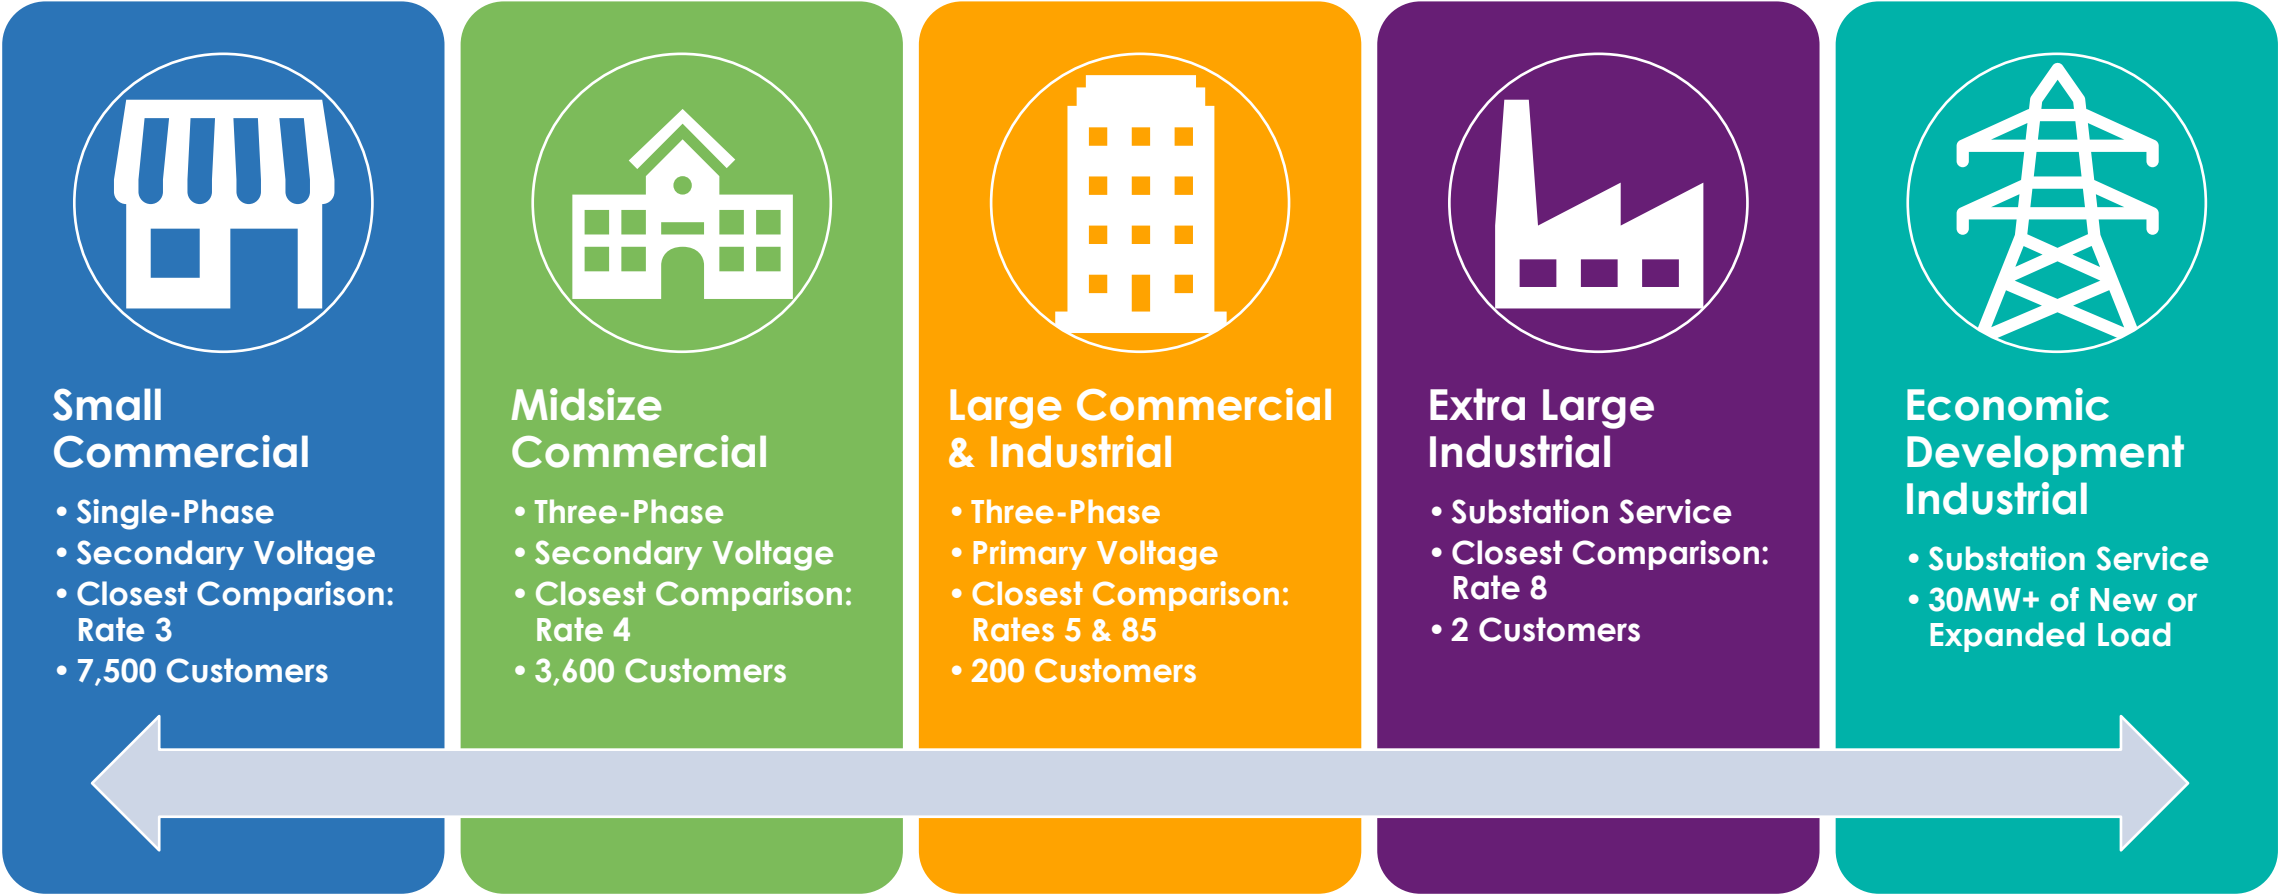 Small
Commercial
• Single-Phase
• Secondary Voltage
• Closest Comparison:
Rate 3
• 7,500 Customers
Midsize
Commercial
• Three-Phase
• Secondary Voltage
• Closest Comparison:
Rate 4
• 3,600 Customers
Large Commercial
& Industrial
• Three-Phase
• Primary Voltage
• Closest Comparison:
Rates 5 & 85
• 200 Customers
Extra Large
Industrial
• Substation Service
• Closest Comparison:
Rate 8
• 2 Customers
Economic
Development
Industrial
• Substation Service
• 30MW+ of New or
Expanded Load